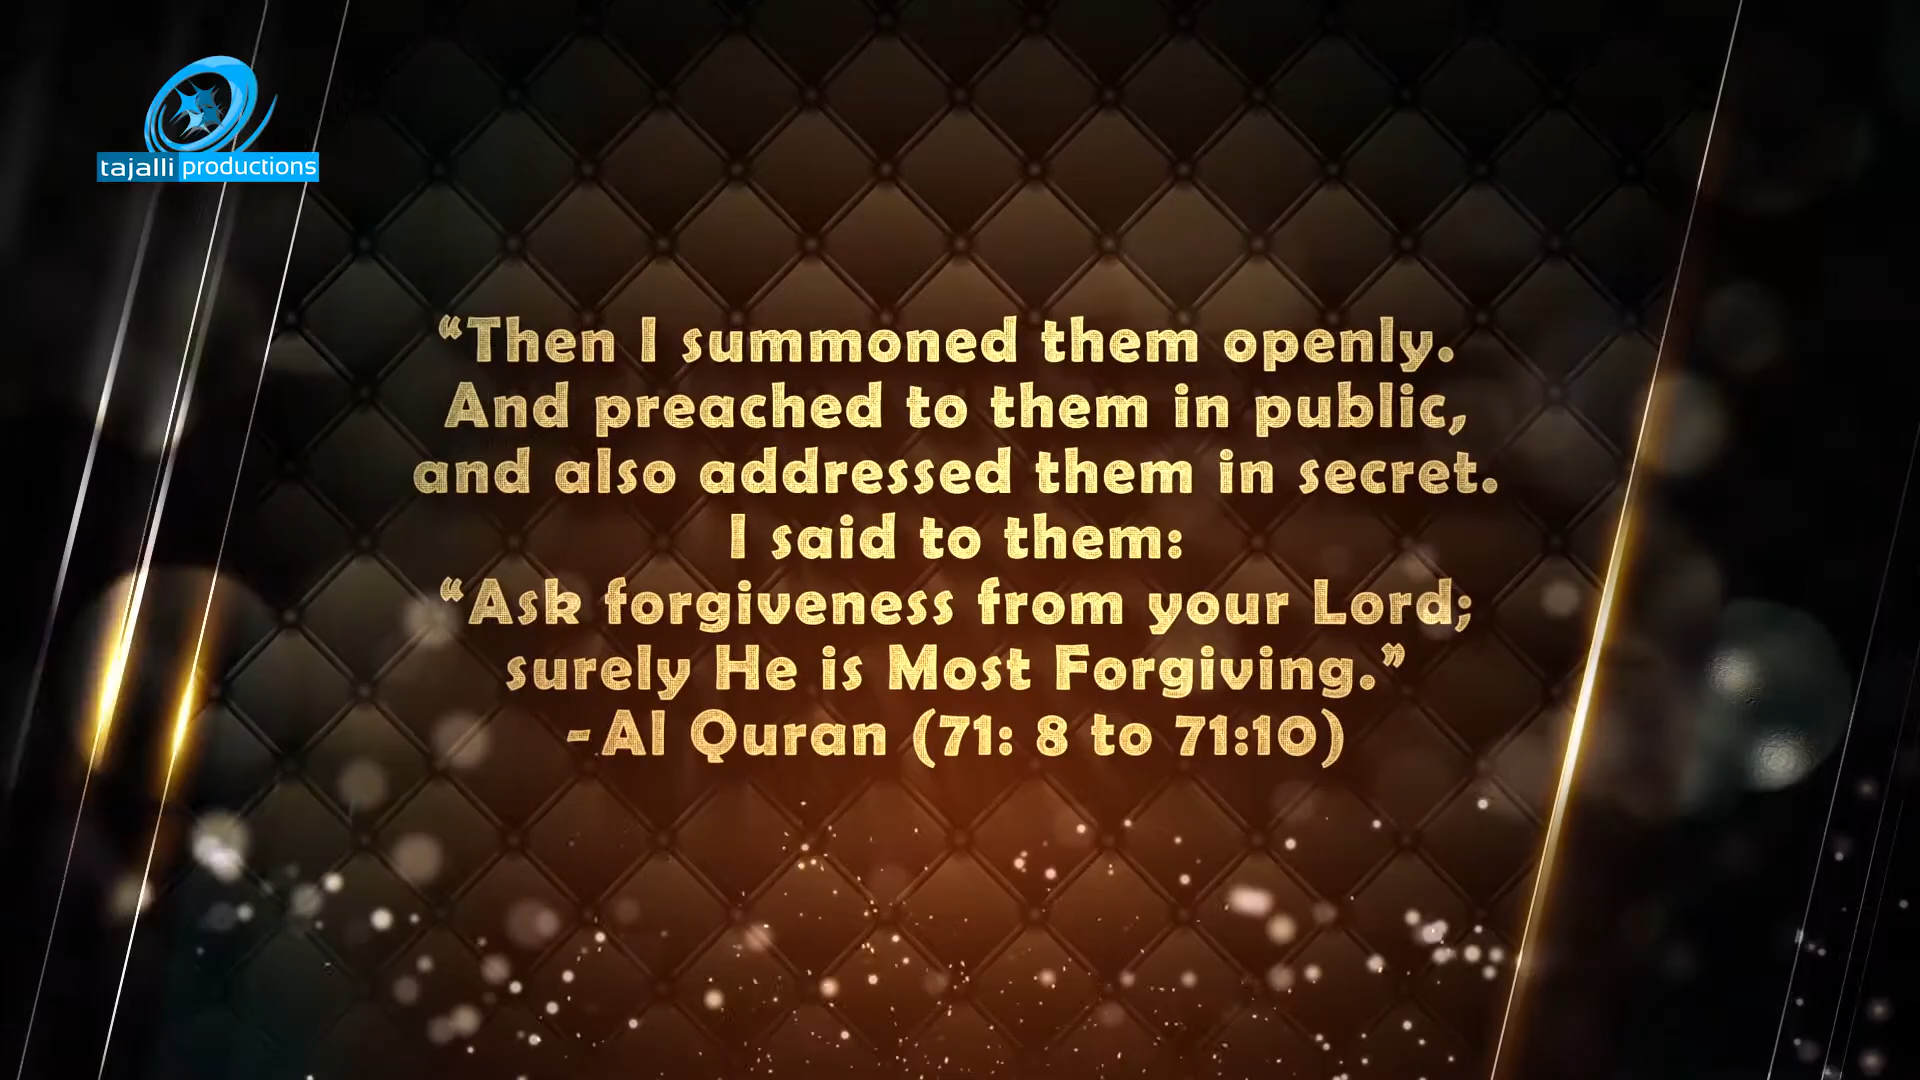 tajalli productions
“Then I summoned them openly.
And preached to them in public,
and also addressed them in secret.
I said to them:
“Ask forgiveness from your Lord;
surely He is Most Forgiving.”
-Al Quran (71: 8 to 71:10)